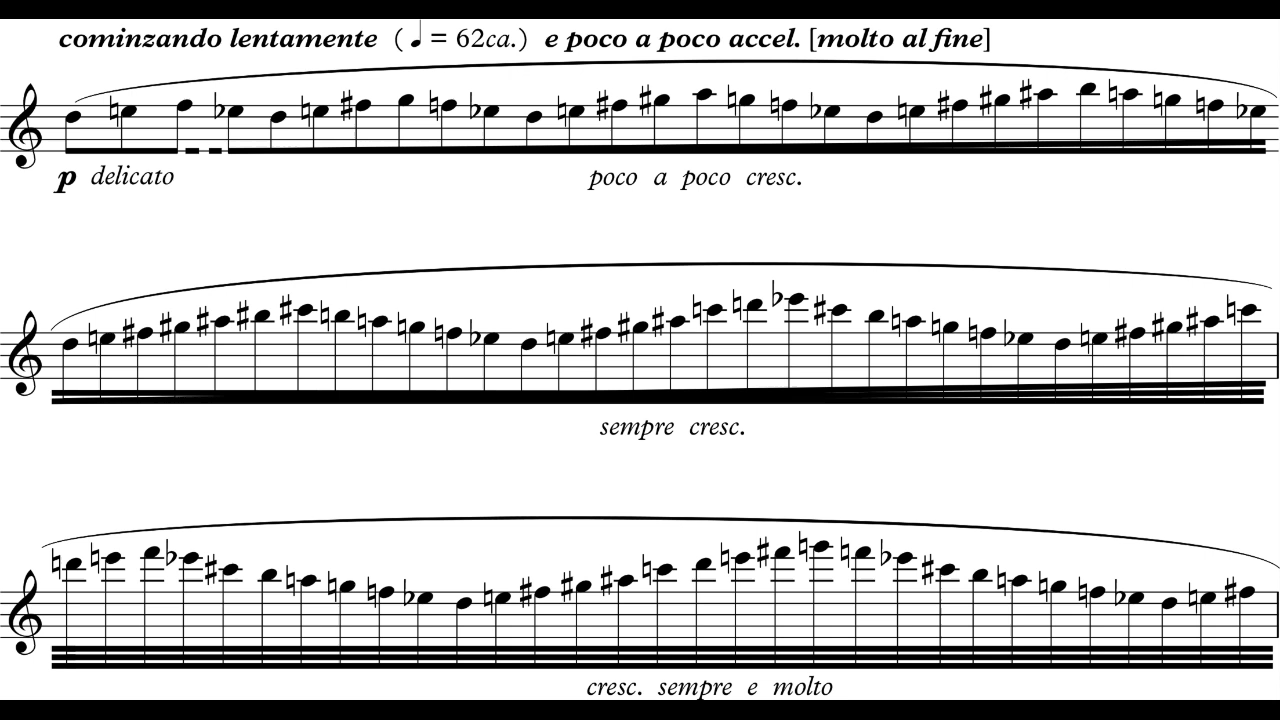 cominzando lentamente (♩ = 62ca.) e poco a poco accel. [molto al fine]
p delicato poco a poco cresc.
sempre cresc.
cresc. sempre e molto